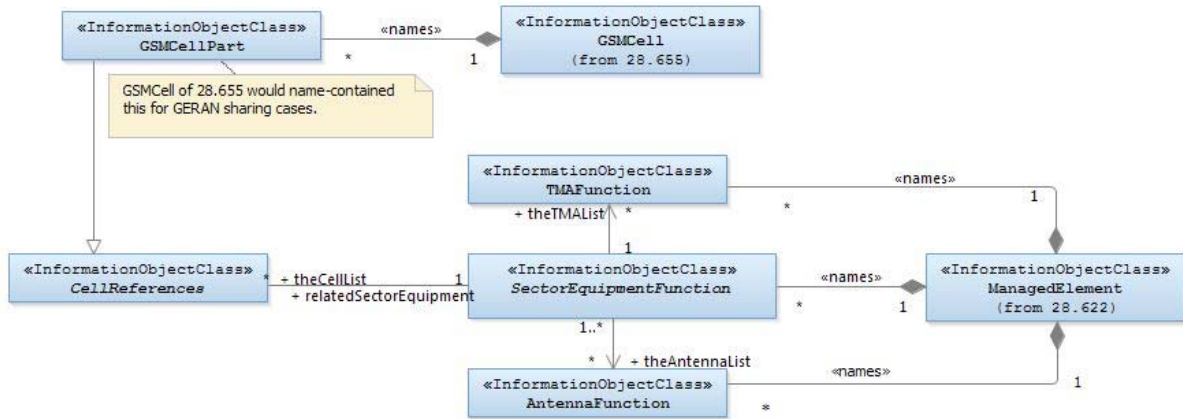 «InformationObjectClass»
GSMCellPart
«names»
*
1
«InformationObjectClass»
GSMCell
(from 28.655)
GSMCell of 28.655 would name-contained
this for GERAN sharing cases.
«InformationObjectClass»
TMAFunction
«names»
*
1
+ theTMAList
*
1
«InformationObjectClass»
CellReferences
*
+ theCellList
1
+ relatedSectorEquipment
«InformationObjectClass»
SectorEquipmentFunction
«names»
*
1
«InformationObjectClass»
ManagedElement
(from 28.622)
1..*
*
+ theAntennaList
«InformationObjectClass»
AntennaFunction
«names»
*
1